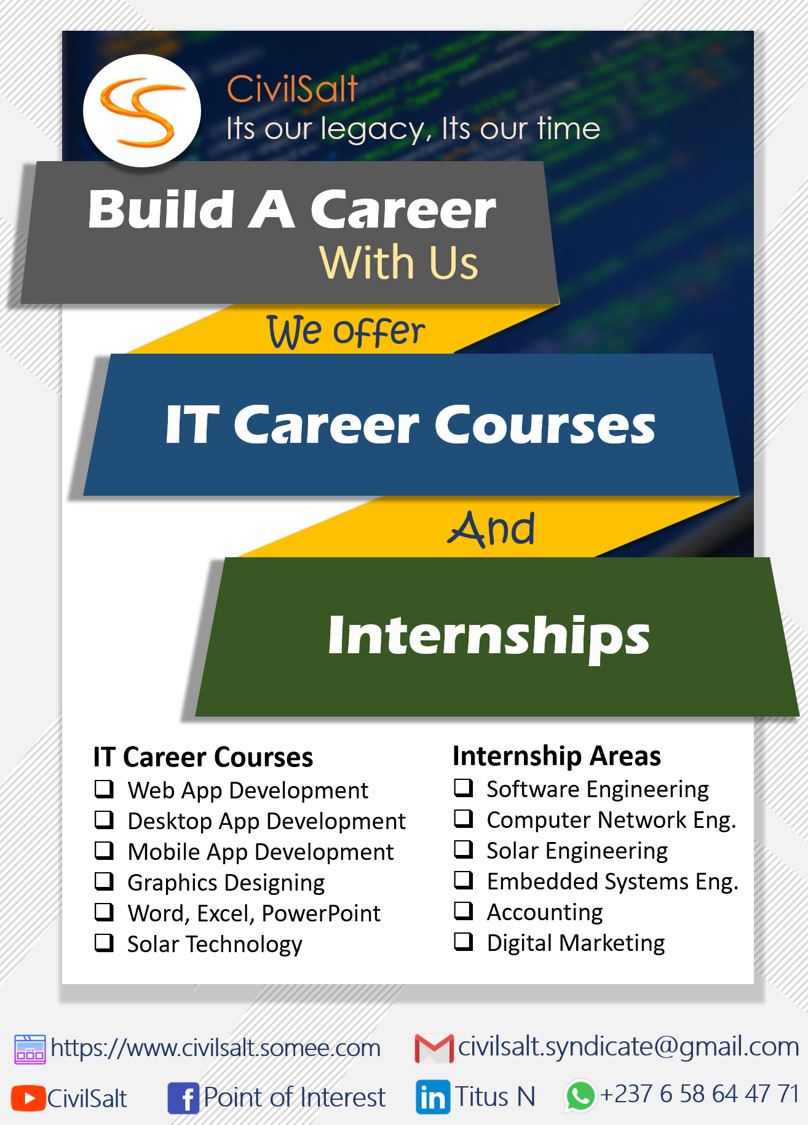 CivilSalt
Its our legacy, Its our time
Build A Career
With Us
We offer
IT Career Courses
And
Internships
IT Career Courses
Web App Development
Desktop App Development
Mobile App Development
Graphics Designing
Word, Excel, PowerPoint
Solar Technology
Internship Areas
Software Engineering
Computer Network Eng.
Solar Engineering
Embedded Systems Eng.
Accounting
Digital Marketing
https://www.civilsalt.somee.com
civilsalt.syndicate@gmail.com
CivilSalt
Point of Interest
Titus N
+237 6 58 64 47 71